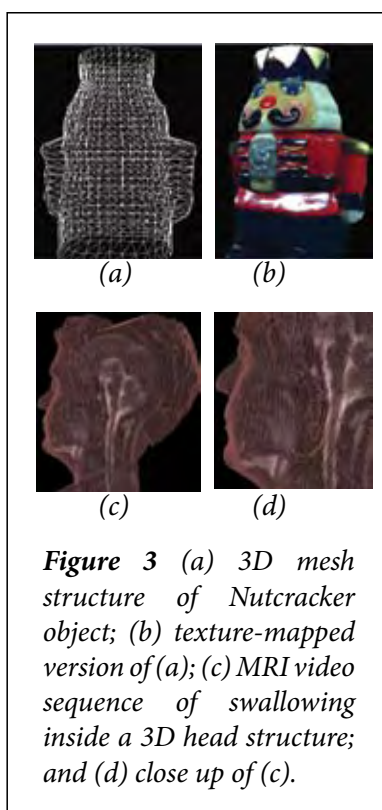 (a)
(b)
(c)
(d)
Figure 3 (a) 3D mesh
structure of Nutcracker
object; (b) texture-mapped
version of (a); (c) MRI video
sequence of swallowing
inside a 3D head structure;
and (d) close up of (c).